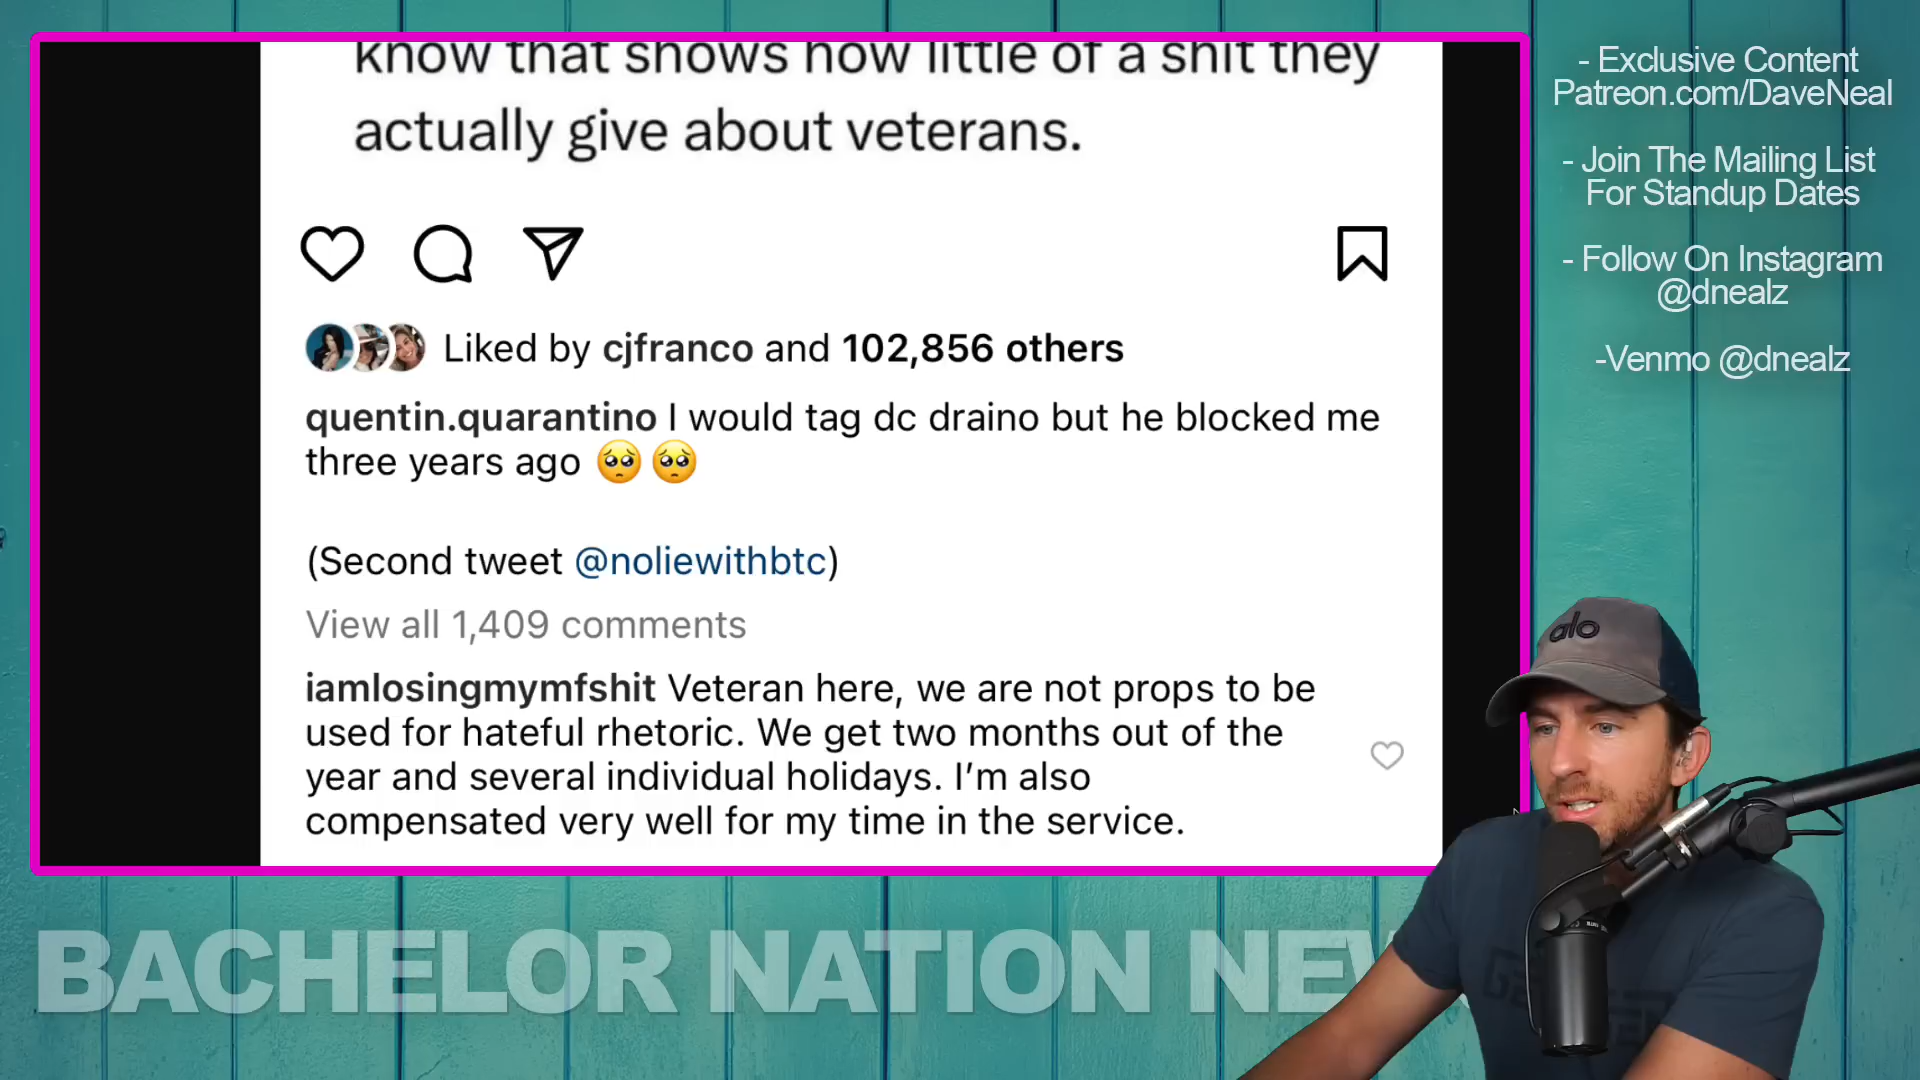 know that shows how little of a shit they
actually give about veterans.
Liked by cjfranco and 102,856 others
quentin.quarantino I would tag dc draino but he blocked me
three years ago 🥺🥺
(Second tweet @noliewithbtc)
View all 1,409 comments
iamlosingmymfshit Veteran here, we are not props to be
used for hateful rhetoric. We get two months out of the
year and several individual holidays. I’m also
compensated very well for my time in the service.
- Exclusive Content
Patreon.com/DaveNeal
- Join The Mailing List
For Standup Dates
- Follow On Instagram
@dnealz
-Venmo @dnealz
alo
BACHELOR NATION NEW